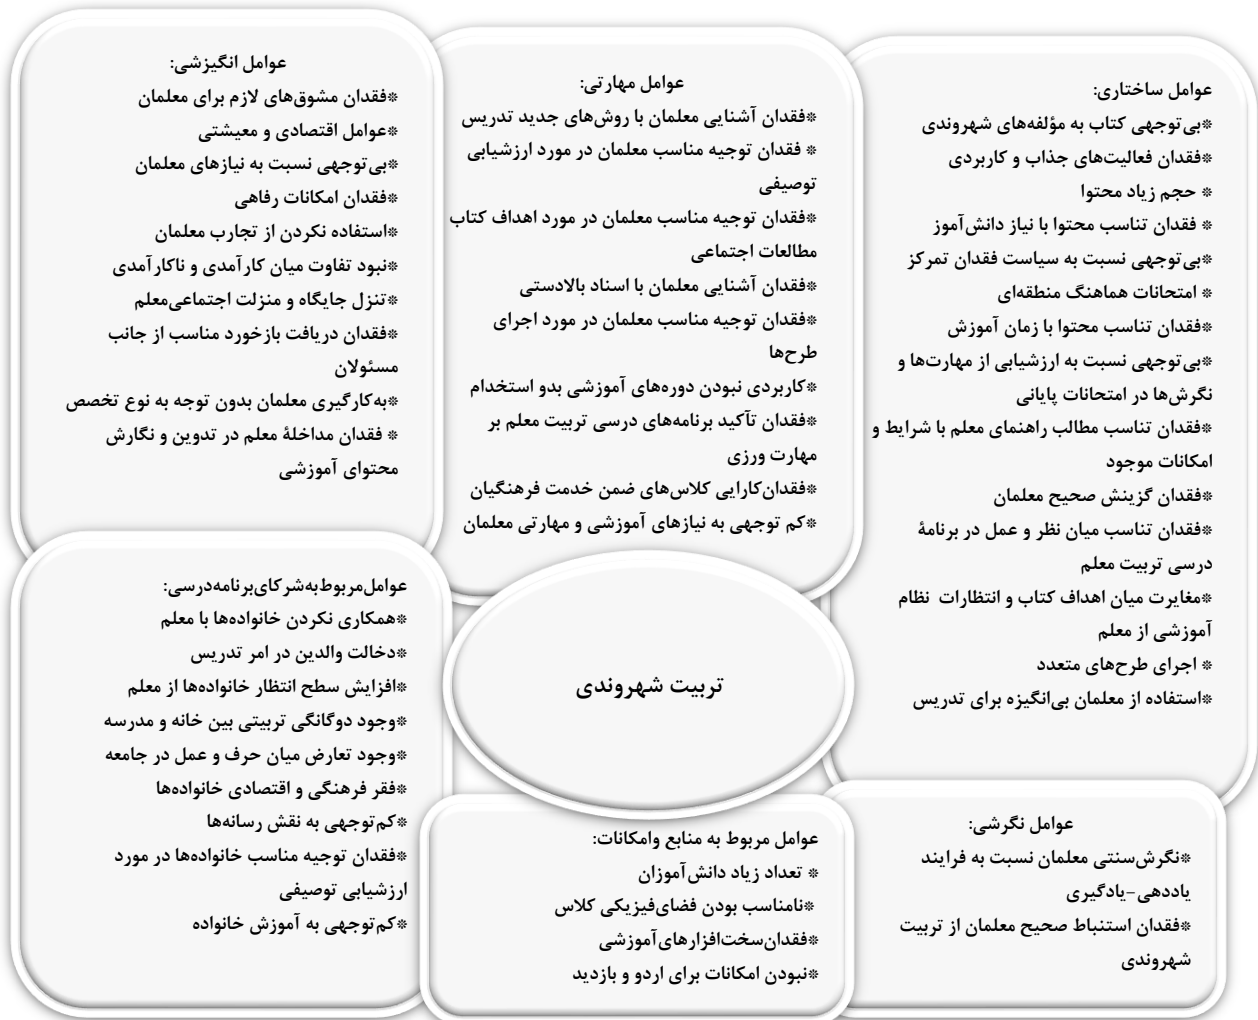 عوامل ساختاری:
*بی‌توجهی کتاب به مؤلفه‌های شهروندی
*فقدان فعالیت‌های جذاب و کاربردی
* حجم زیاد محتوا
* فقدان تناسب محتوا با نیاز دانش‌آموز
*بی‌توجهی نسبت به سیاست فقدان تمرکز
* امتحانات هماهنگ منطقه‌ای
*فقدان تناسب محتوا با زمان آموزش
*بی‌توجهی نسبت به ارزشیابی از مهارت‌ها و
نگرش‌ها در امتحانات پایانی
*فقدان تناسب مطالب راهنمای معلم با شرایط و
امکانات موجود
*فقدان گزینش صحیح معلمان
*فقدان تناسب میان نظر و عمل در برنامهٔ
درسی تربیت معلم
*مغایرت میان اهداف کتاب و انتظارات نظام
آموزشی از معلم
* اجرای طرح‌های متعدد
*استفاده از معلمان بی‌انگیزه برای تدریس
عوامل مهارتی:
*فقدان آشنایی معلمان با روش‌های جدید تدریس
* فقدان توجیه مناسب معلمان در مورد ارزشیابی
توصیفی
*فقدان توجیه مناسب معلمان در مورد اهداف کتاب
مطالعات اجتماعی
*فقدان آشنایی معلمان با اسناد بالادستی
*فقدان توجیه مناسب معلمان در مورد اجرای
طرح‌ها
*کاربردی نبودن دوره‌های آموزشی بدو استخدام
*فقدان تأکید برنامه‌های درسی تربیت معلم بر
مهارت ورزی
*فقدان‌کارایی کلاس‌های ضمن خدمت فرهنگیان
*کم توجهی به نیازهای آموزشی و مهارتی معلمان
عوامل انگیزشی:
*فقدان مشوق‌های لازم برای معلمان
*عوامل اقتصادی و معیشتی
*بی‌توجهی نسبت به نیازهای معلمان
*فقدان امکانات رفاهی
*استفاده نکردن از تجارب معلمان
*نبود تفاوت میان کارآمدی و ناکارآمدی
*تنزل جایگاه و منزلت اجتماعی‌معلم
*فقدان دریافت بازخورد مناسب از جانب
مسئولان
*به‌کارگیری معلمان بدون توجه به نوع تخصص
* فقدان مداخلهٔ معلم در تدوین و نگارش
محتوای آموزشی
تربیت شهروندی
عوامل نگرشی:
*نگرش‌سنتی معلمان نسبت به فرایند
یاددهی-یادگیری
*فقدان استنباط صحیح معلمان از تربیت
شهروندی
عوامل مربوط به منابع وامکانات:
* تعداد زیاد دانش‌آموزان
*نامناسب بودن فضای‌فیزیکی کلاس
*فقدان‌سخت‌افزارهای‌آموزشی
*نبودن امکانات برای اردو و بازدید
عوامل‌مربوط‌به‌شرکای‌برنامه‌درسی:
*همکاری نکردن خانواده‌ها با معلم
*دخالت والدین در امر تدریس
*افزایش سطح انتظار خانواده‌ها از معلم
*وجود دوگانگی تربیتی بین خانه و مدرسه
*وجود تعارض میان حرف و عمل در جامعه
*فقر فرهنگی و اقتصادی خانواده‌ها
*کم‌توجهی به نقش رسانه‌ها
*فقدان توجیه مناسب خانواده‌ها در مورد
ارزشیابی توصیفی
*کم‌توجهی به آموزش خانواده